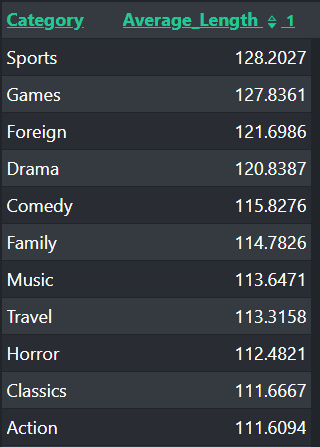 Category Average_Length 1
Sports 128.2027
Games 127.8361
Foreign 121.6986
Drama 120.8387
Comedy 115.8276
Family 114.7826
Music 113.6471
Travel 113.3158
Horror 112.4821
Classics 111.6667
Action 111.6094